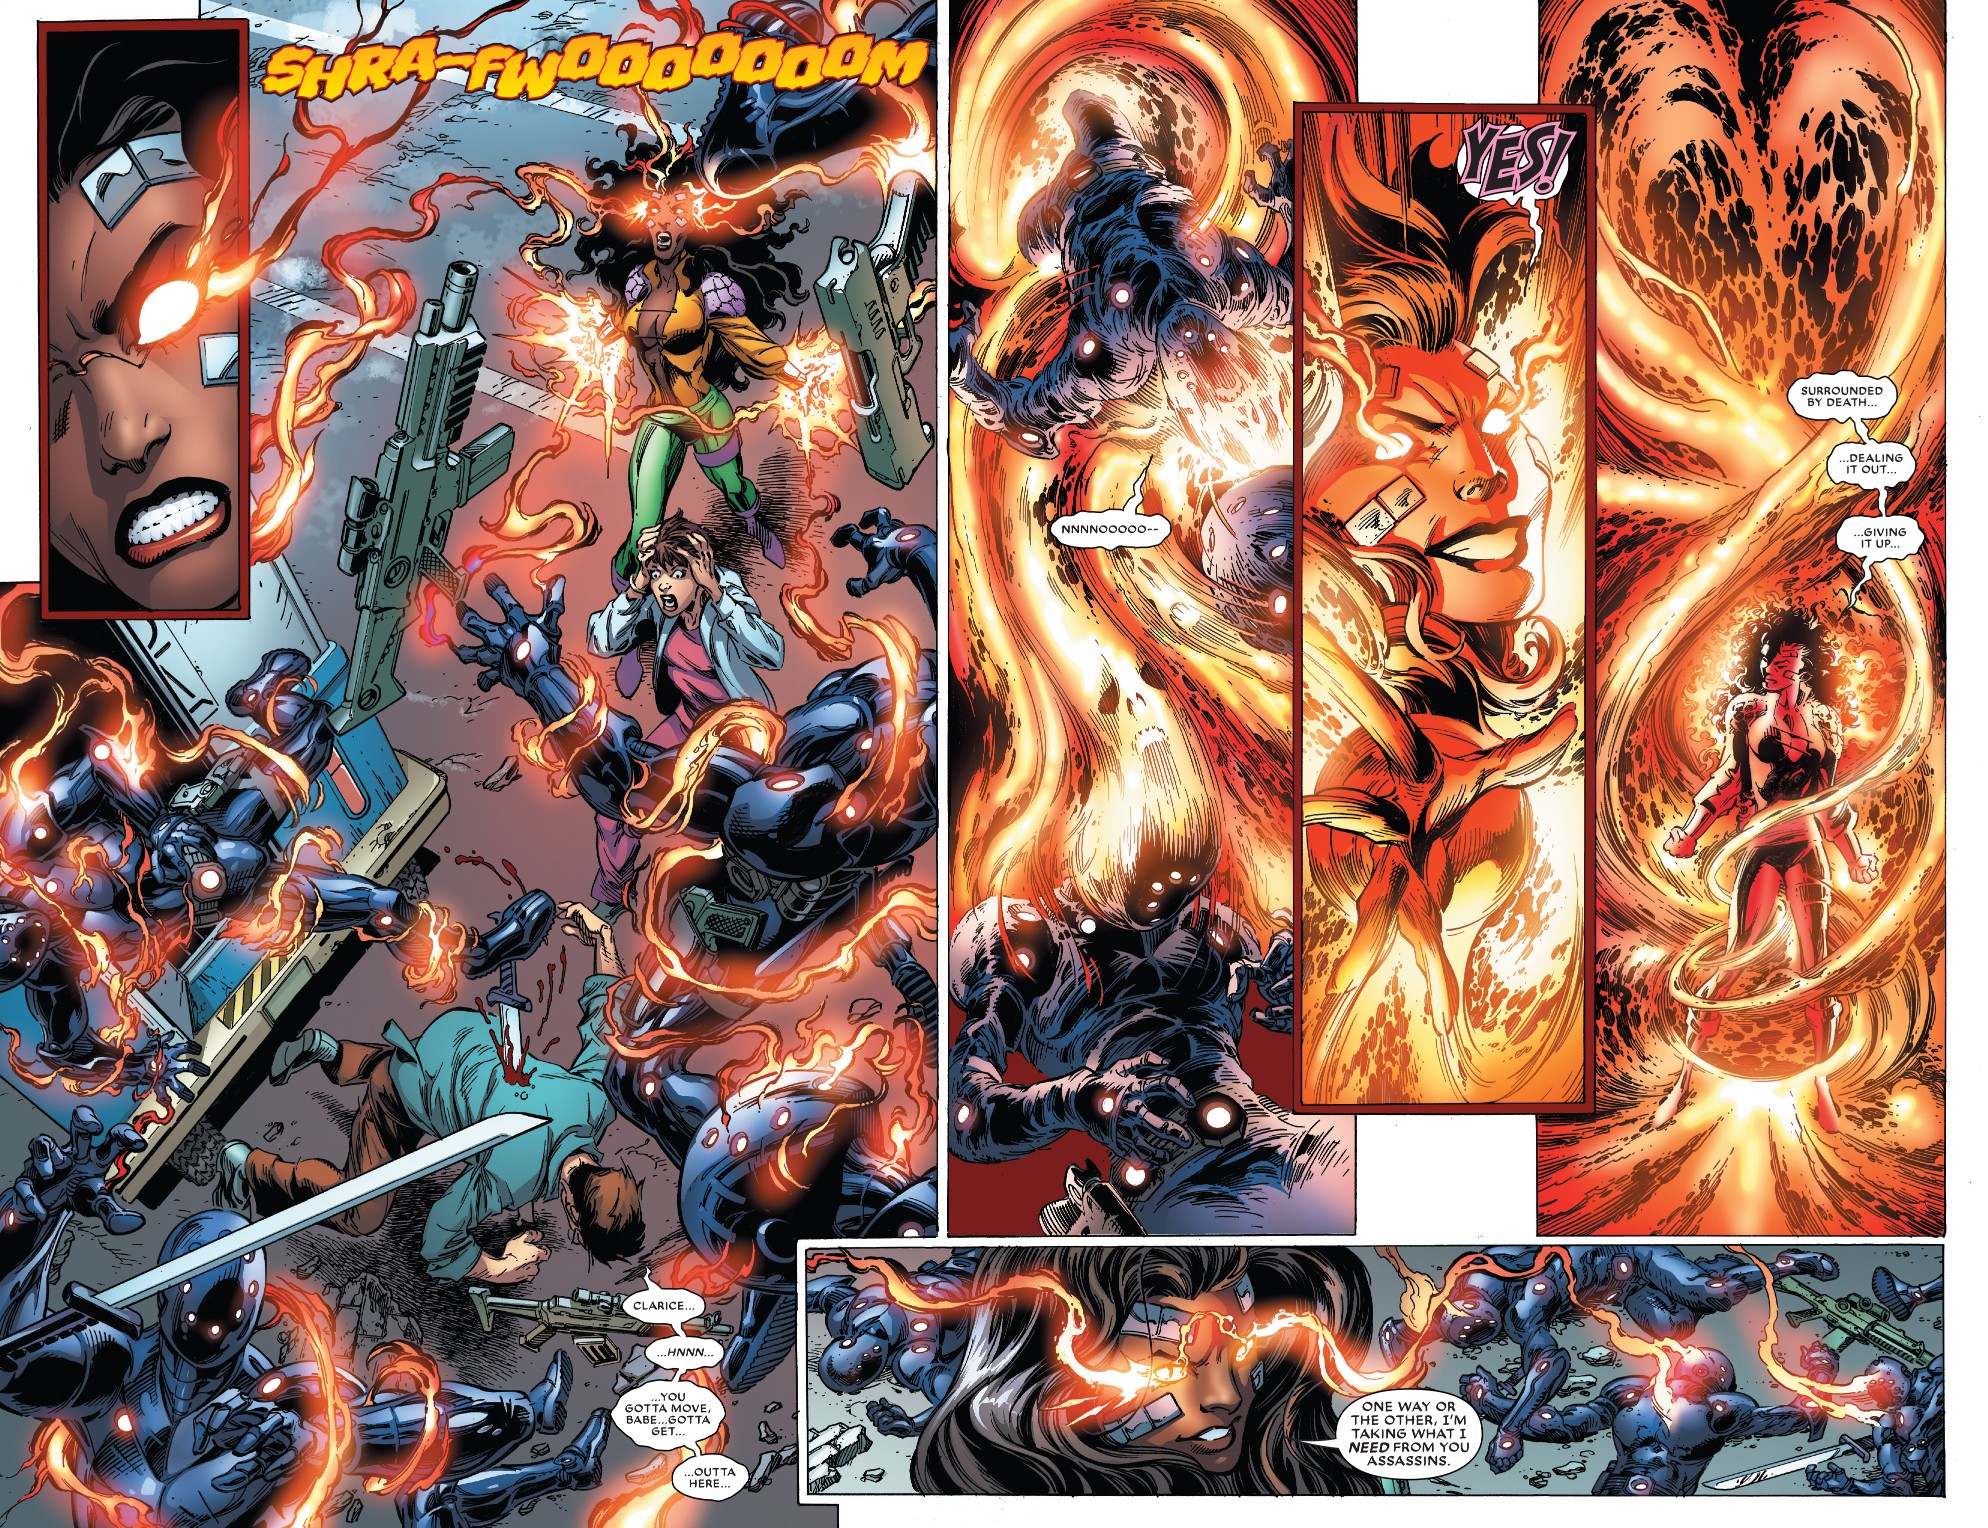 SHRA-FWOOOOOOOM
CLARICE...
...HNNN...
...YOU
GOTTA MOVE,
BABE...GOTTA
GET...
...OUTTA
HERE...
NNNNOOOOO--
YES!
SURROUNDED
BY DEATH...
...DEALING
IT OUT...
...GIVING
IT UP...
ONE WAY OR
THE OTHER, I'M
TAKING WHAT I
NEED FROM YOU
ASSASSINS.